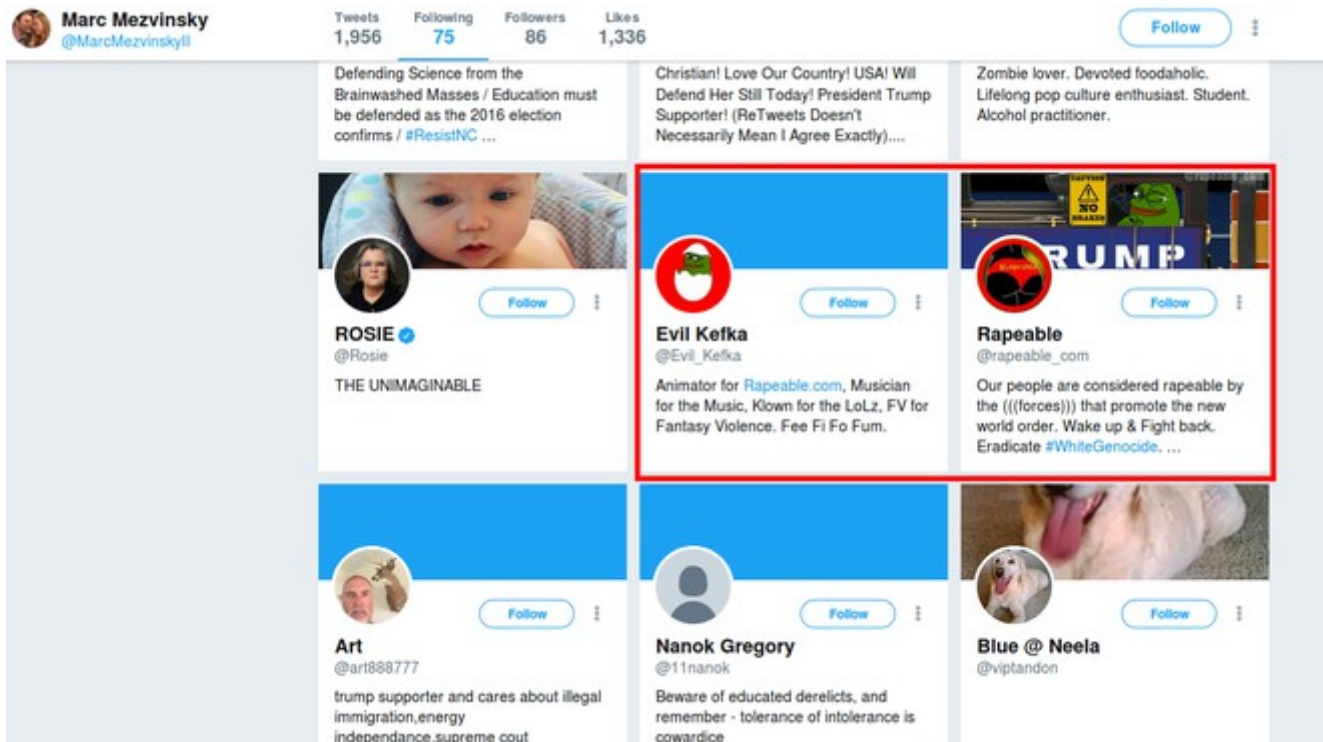 Marc Mezvinsky
@MarcMezvinskyII
Tweets Following Followers Likes
1,956 75 86 1,336
Follow
Defending Science from the
Brainwashed Masses / Education must
be defended as the 2016 election
confirms / #ResistNC ...
Christian! Love Our Country! USA! Will
Defend Her Still Today! President Trump
Supporter! (ReTweets Doesn't
Necessarily Mean I Agree Exactly)....
Zombie lover. Devoted foodaholic.
Lifelong pop culture enthusiast. Student.
Alcohol practitioner.
Follow
ROSIE
@Rosie
THE UNIMAGINABLE
Follow
Evil Kefka
@Evil_Kefka
Animator for Rapeable.com, Musician
for the Music, Klown for the LoLz, FV for
Fantasy Violence. Fee Fi Fo Fum.
CAUTION
NO
BRAKES
TRUMP
Follow
Rapeable
@rapeable_com
Our people are considered rapeable by
the (((forces))) that promote the new
world order. Wake up & Fight back.
Eradicate #WhiteGenocide. ...
Follow
Art
@art888777
trump supporter and cares about illegal
immigration,energy
independance,supreme cout
Follow
Nanok Gregory
@11nanok
Beware of educated derelicts, and
remember - tolerance of intolerance is
cowardice
Follow
Blue @ Neela
@viptandon